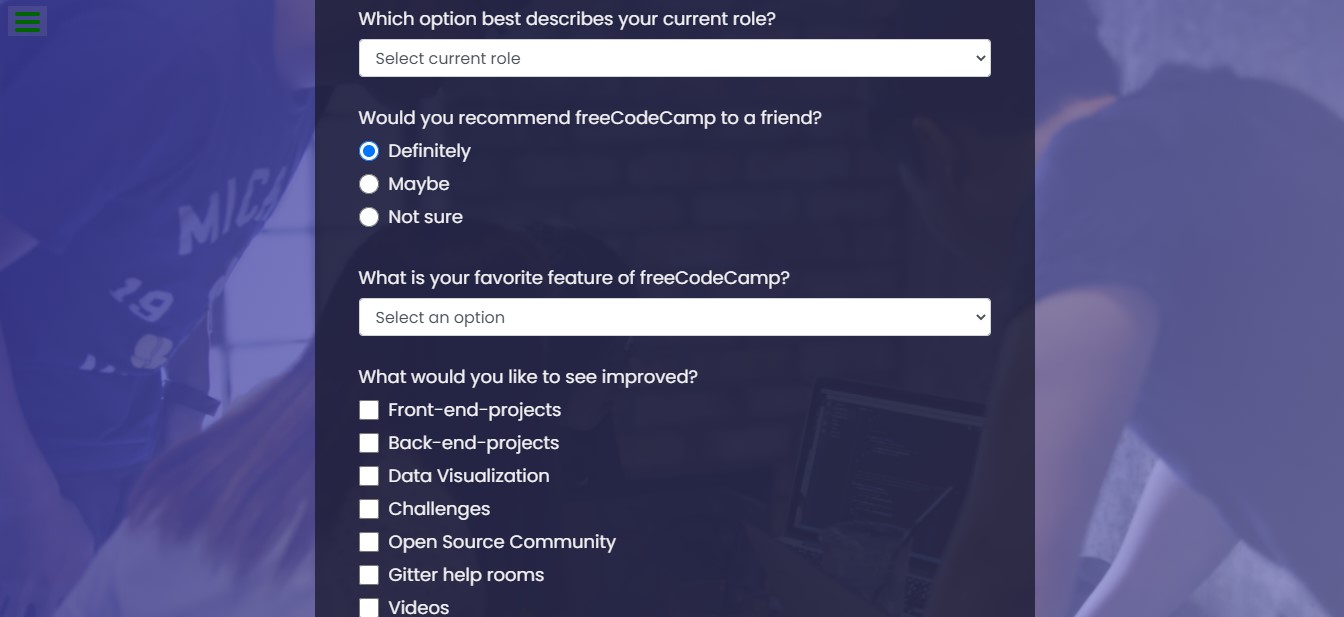 Which option best describes your current role?
Select current role
Would you recommend freeCodeCamp to a friend?
Definitely
Maybe
Not sure
What is your favorite feature of freeCodeCamp?
Select an option
What would you like to see improved?
Front-end-projects
Back-end-projects
Data Visualization
Challenges
Open Source Community
Gitter help rooms
Videos
MICH
19